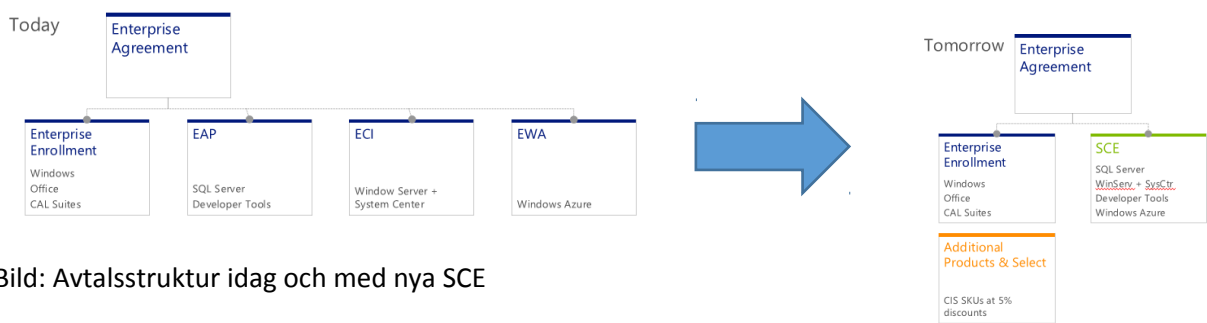 Today
Enterprise
Agreement
Enterprise
Enrollment
Windows
Office
CAL Suites
EAP
SQL Server
Developer Tools
ECI
Window Server +
System Center
EWA
Windows Azure
Tomorrow
Enterprise
Agreement
Enterprise
Enrollment
Windows
Office
CAL Suites
SCE
SQL Server
WinServ + SysCtr
Developer Tools
Windows Azure
Additional
Products & Select
CIS SKUs at 5%
discounts
Bild: Avtalsstruktur idag och med nya SCE